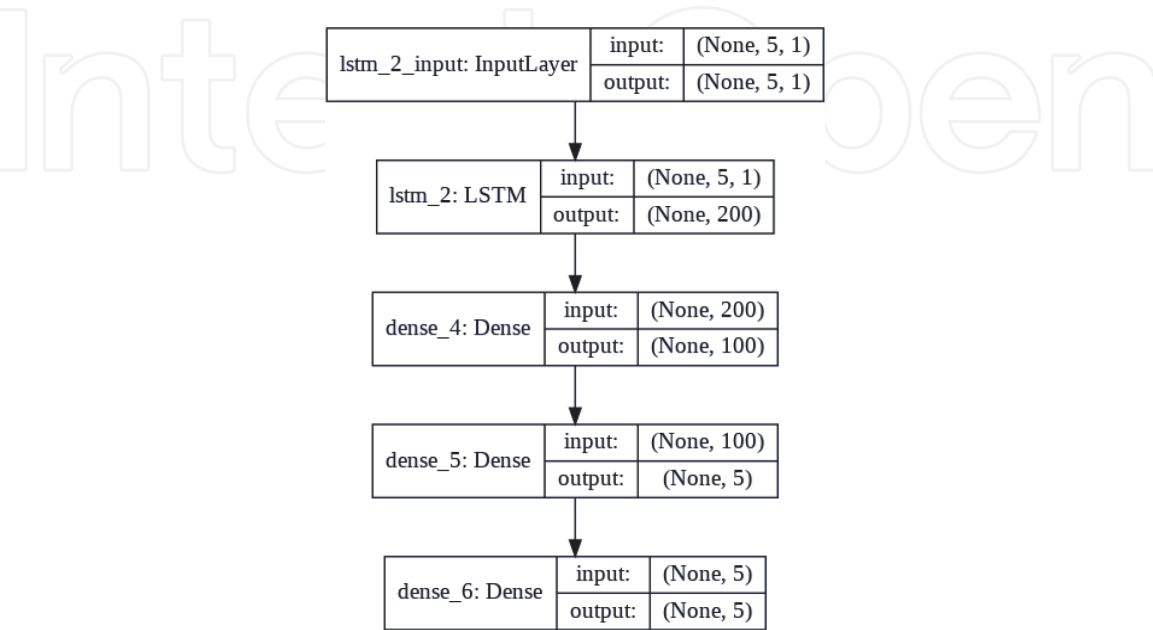 IntechOpen
lstm_2_input: InputLayer
input: (None, 5, 1)
output: (None, 5, 1)
lstm_2: LSTM
input: (None, 5, 1)
output: (None, 200)
dense_4: Dense
input: (None, 200)
output: (None, 100)
dense_5: Dense
input: (None, 100)
output: (None, 5)
dense_6: Dense
input: (None, 5)
output: (None, 5)